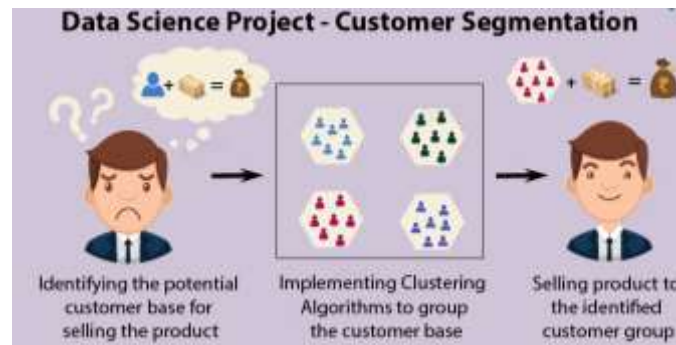 Data Science Project - Customer Segmentation
? ?
+ =
+ =
Identifying the potential
customer base for
selling the product
Implementing Clustering
Algorithms to group
the customer base
Selling product to
the identified
customer group